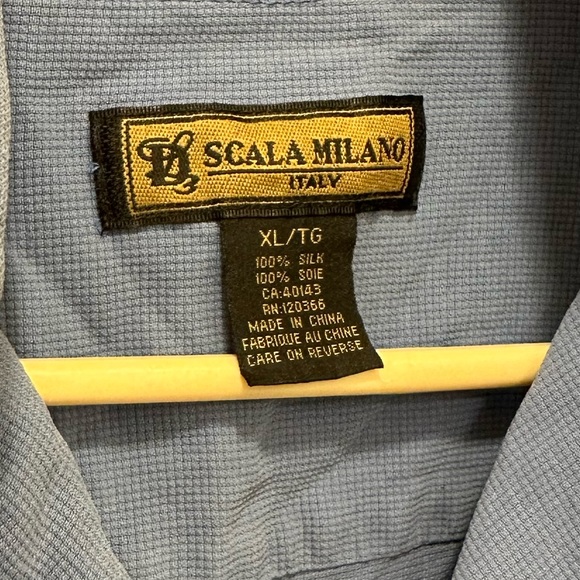 SCALA MILANO
ITALY
XL/TG
100% SILK
100% SOIE
CA:40143
RN:120366
MADE IN CHINA
FABRIQUE AU CHINE
CARE ON REVERSE